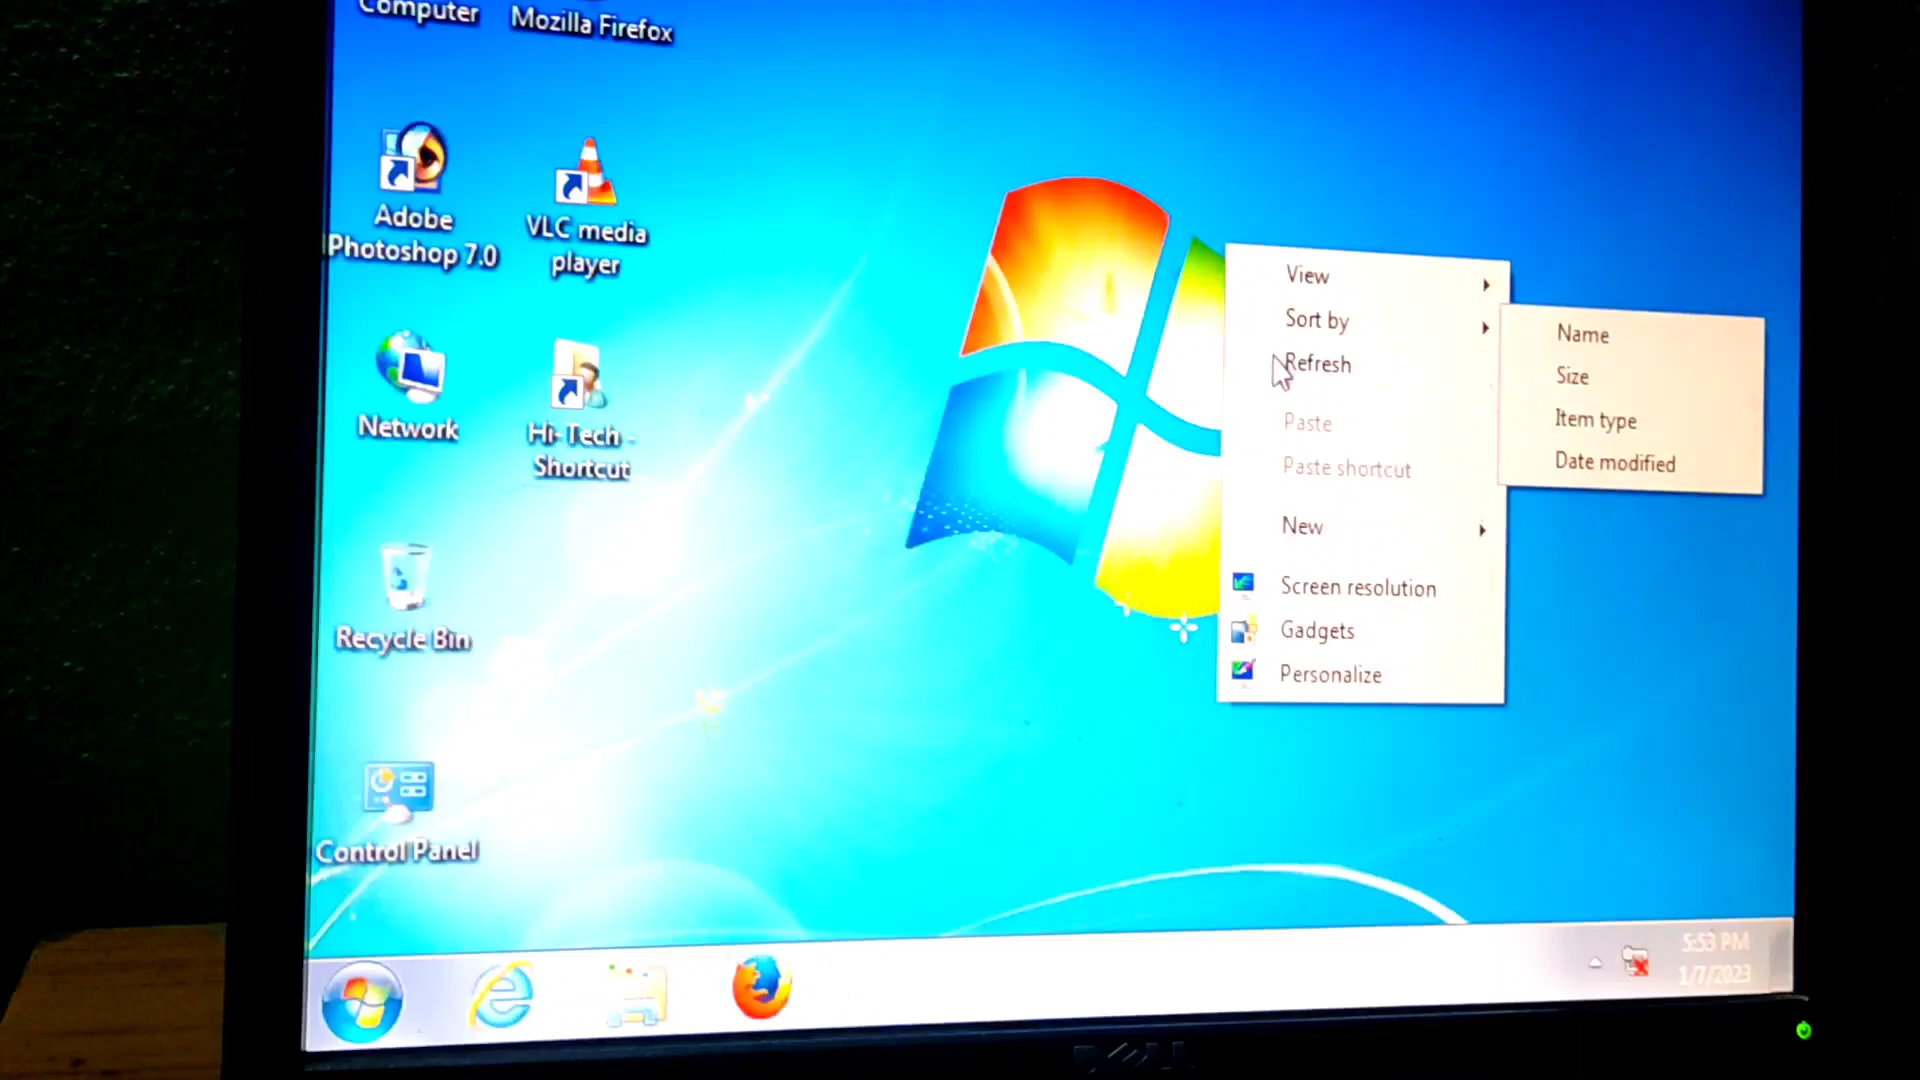 Computer
Mozilla Firefox
Adobe
Photoshop 7.0
VLC media
player
Network
Hi-Tech -
Shortcut
Recycle Bin
Control Panel
View
Sort by
Refresh
Paste
Paste shortcut
New
Screen resolution
Gadgets
Personalize
Name
Size
Item type
Date modified
5:53 PM
1/7/2023
DELL